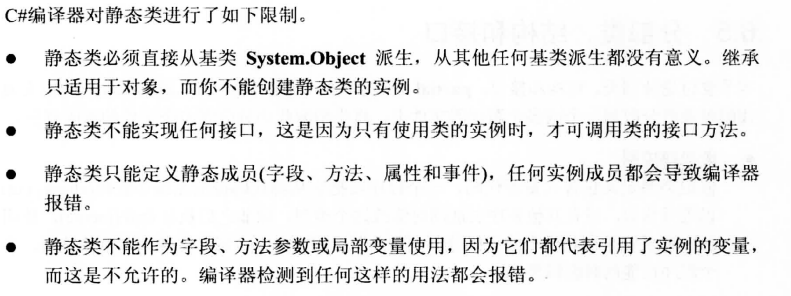 C#编译器对静态类进行了如下限制。
● 静态类必须直接从基类 System.Object 派生，从其他任何基类派生都没有意义。继承
只适用于对象，而你不能创建静态类的实例。
● 静态类不能实现任何接口，这是因为只有使用类的实例时，才可调用类的接口方法。
● 静态类只能定义静态成员(字段、方法、属性和事件)，任何实例成员都会导致编译器
报错。
● 静态类不能作为字段、方法参数或局部变量使用，因为它们都代表引用了实例的变量，
而这是不允许的。编译器检测到任何这样的用法都会报错。